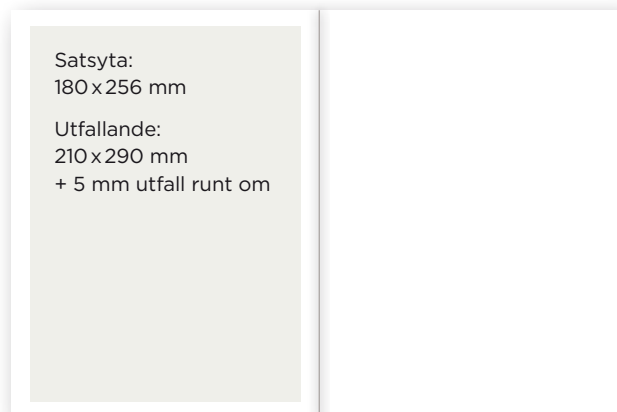 Satsyta:
180 x 256 mm
Utfallande:
210 x 290 mm
+ 5 mm utfall runt om